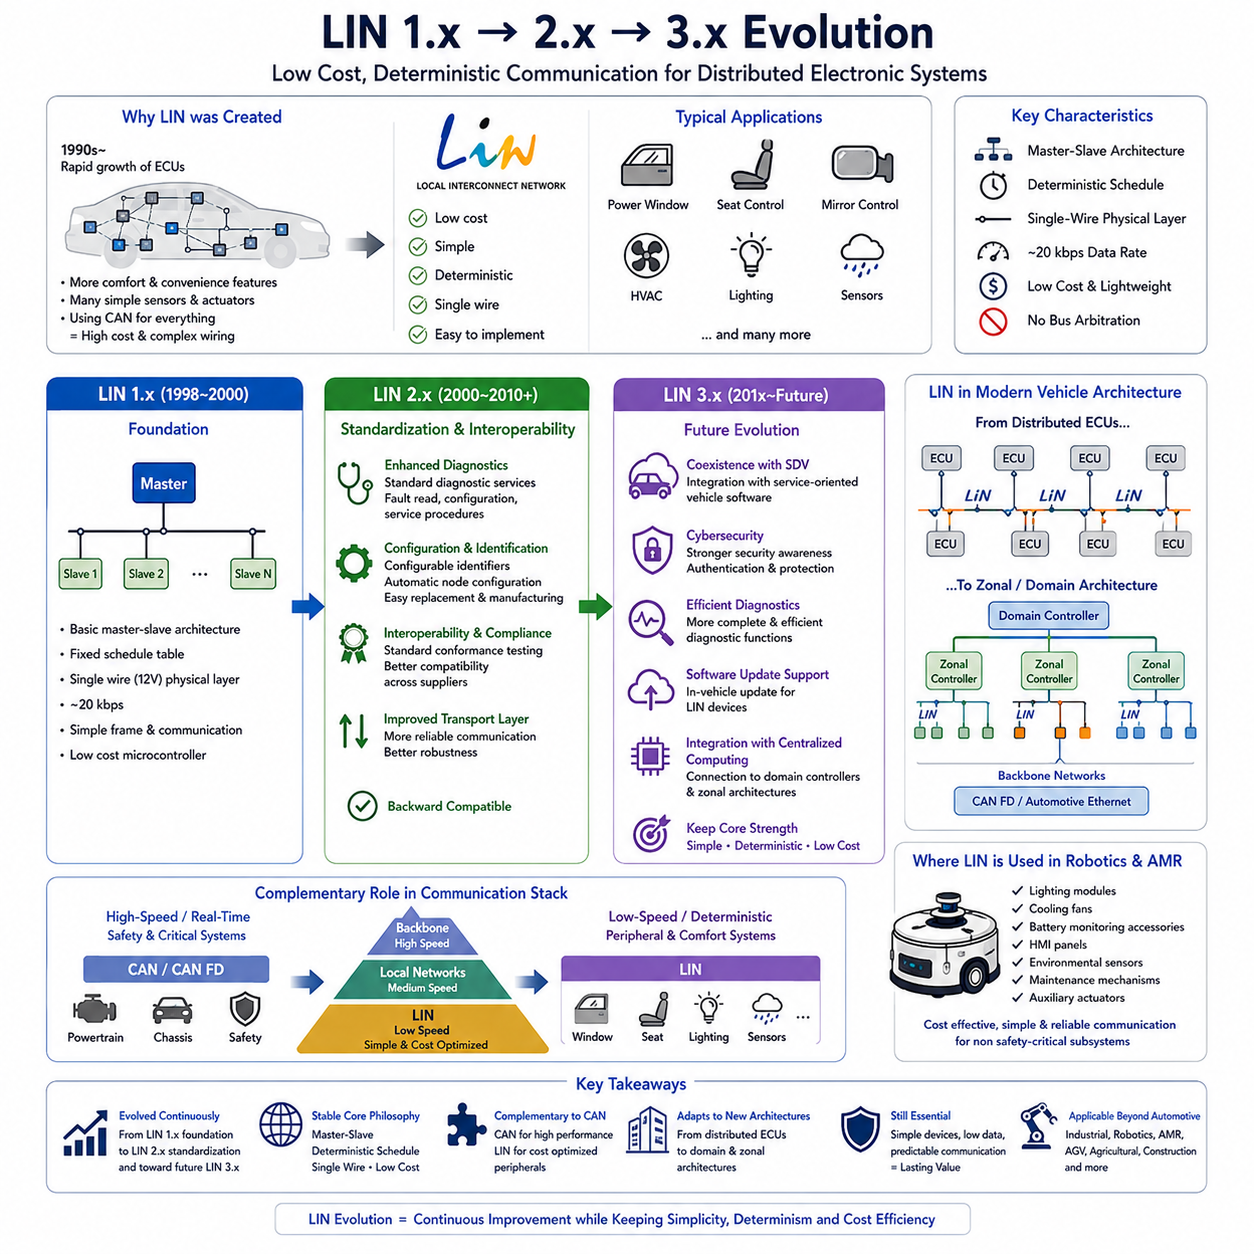 LIN 1.x → 2.x → 3.x Evolution
Low Cost, Deterministic Communication for Distributed Electronic Systems
Why LIN was Created
1990s~
Rapid growth of ECUs
• More comfort & convenience features
• Many simple sensors & actuators
• Using CAN for everything
= High cost & complex wiring
LiN
LOCAL INTERCONNECT NETWORK
Low cost
Simple
Deterministic
Single wire
Easy to implement
Typical Applications
Power Window
Seat Control
Mirror Control
HVAC
Lighting
Sensors
... and many more
Key Characteristics
Master-Slave Architecture
Deterministic Schedule
Single-Wire Physical Layer
~20 kbps Data Rate
$
Low Cost & Lightweight
No Bus Arbitration
LIN 1.x (1998~2000)
Foundation
Master
Slave 1
Slave 2
...
Slave N
• Basic master-slave architecture
• Fixed schedule table
• Single wire (12V) physical layer
• ~20 kbps
• Simple frame & communication
• Low cost microcontroller
LIN 2.x (2000~2010+)
Standardization & Interoperability
Enhanced Diagnostics
Standard diagnostic services
Fault read, configuration,
service procedures
Configuration & Identification
Configurable identifiers
Automatic node configuration
Easy replacement & manufacturing
Interoperability & Compliance
Standard conformance testing
Better compatibility
across suppliers
Improved Transport Layer
More reliable communication
Better robustness
Backward Compatible
LIN 3.x (201x~Future)
Future Evolution
Coexistence with SDV
Integration with service-oriented
vehicle software
Cybersecurity
Stronger security awareness
Authentication & protection
Efficient Diagnostics
More complete & efficient
diagnostic functions
Software Update Support
In-vehicle update for
LIN devices
Integration with Centralized
Computing
Connection to domain controllers
& zonal architectures
Keep Core Strength
Simple • Deterministic • Low Cost
LIN in Modern Vehicle Architecture
From Distributed ECUs...
ECU
ECU
ECU
ECU
LiN
LiN
LiN
ECU
ECU
ECU
ECU
...To Zonal / Domain Architecture
Domain Controller
Zonal
Controller
Zonal
Controller
Zonal
Controller
LIN
LIN
LIN
Backbone Networks
CAN FD / Automotive Ethernet
Complementary Role in Communication Stack
High-Speed / Real-Time
Safety & Critical Systems
CAN / CAN FD
Powertrain
Chassis
Safety
Backbone
High Speed
Local Networks
Medium Speed
LIN
Low Speed
Simple & Cost Optimized
Low-Speed / Deterministic
Peripheral & Comfort Systems
LIN
Window
Seat
Lighting
Sensors
...
Where LIN is Used in Robotics & AMR
Lighting modules
Cooling fans
Battery monitoring accessories
HMI panels
Environmental sensors
Maintenance mechanisms
Auxiliary actuators
Cost effective, simple & reliable communication
for non safety-critical subsystems
Key Takeaways
Evolved Continuously
From LIN 1.x foundation
to LIN 2.x standardization
and toward future LIN 3.x
Stable Core Philosophy
Master-Slave
Deterministic Schedule
Single Wire • Low Cost
Complementary to CAN
CAN for high performance
LIN for cost optimized
peripherals
Adapts to New Architectures
From distributed ECUs
to domain & zonal
architectures
Still Essential
Simple devices, low data,
predictable communication
= Lasting Value
Applicable Beyond Automotive
Industrial, Robotics, AMR,
AGV, Agricultural, Construction
and more
LIN Evolution = Continuous Improvement while Keeping Simplicity, Determinism and Cost Efficiency